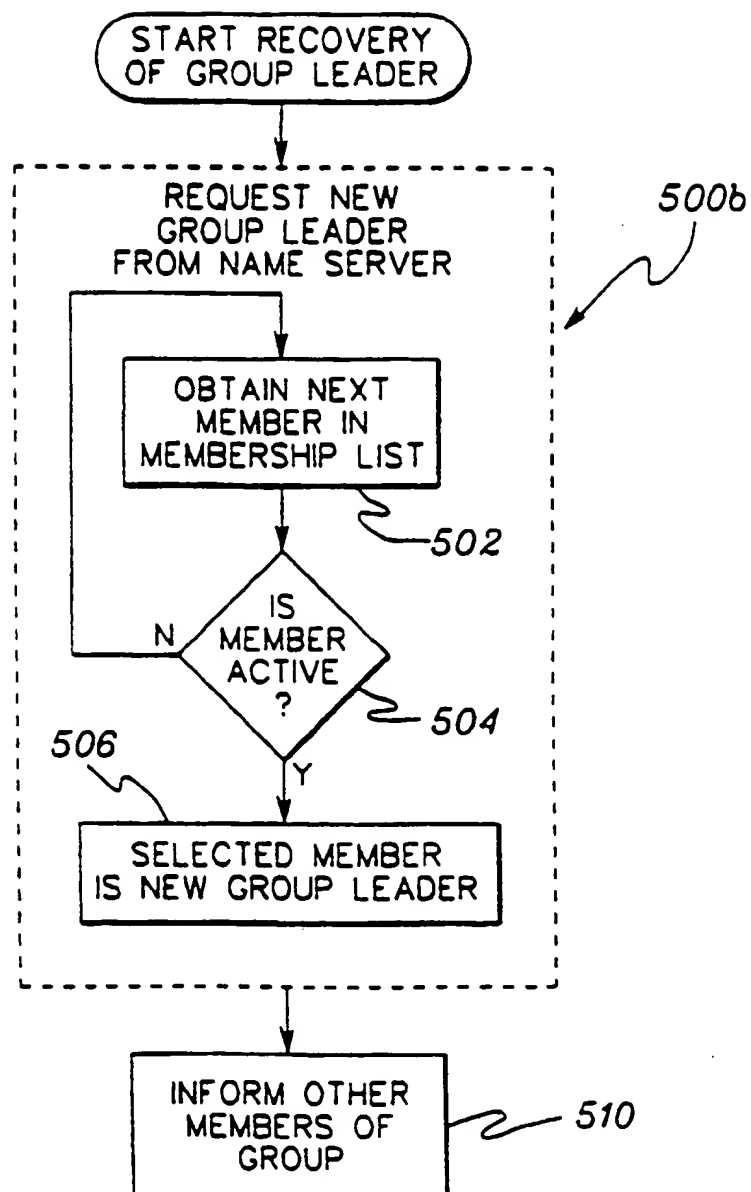 START RECOVERY
OF GROUP LEADER
REQUEST NEW
GROUP LEADER
FROM NAME SERVER
500b
OBTAIN NEXT
MEMBER IN
MEMBERSHIP LIST
502
IS
MEMBER
ACTIVE
?
N
504
Y
506
SELECTED MEMBER
IS NEW GROUP LEADER
INFORM OTHER
MEMBERS OF
GROUP
510